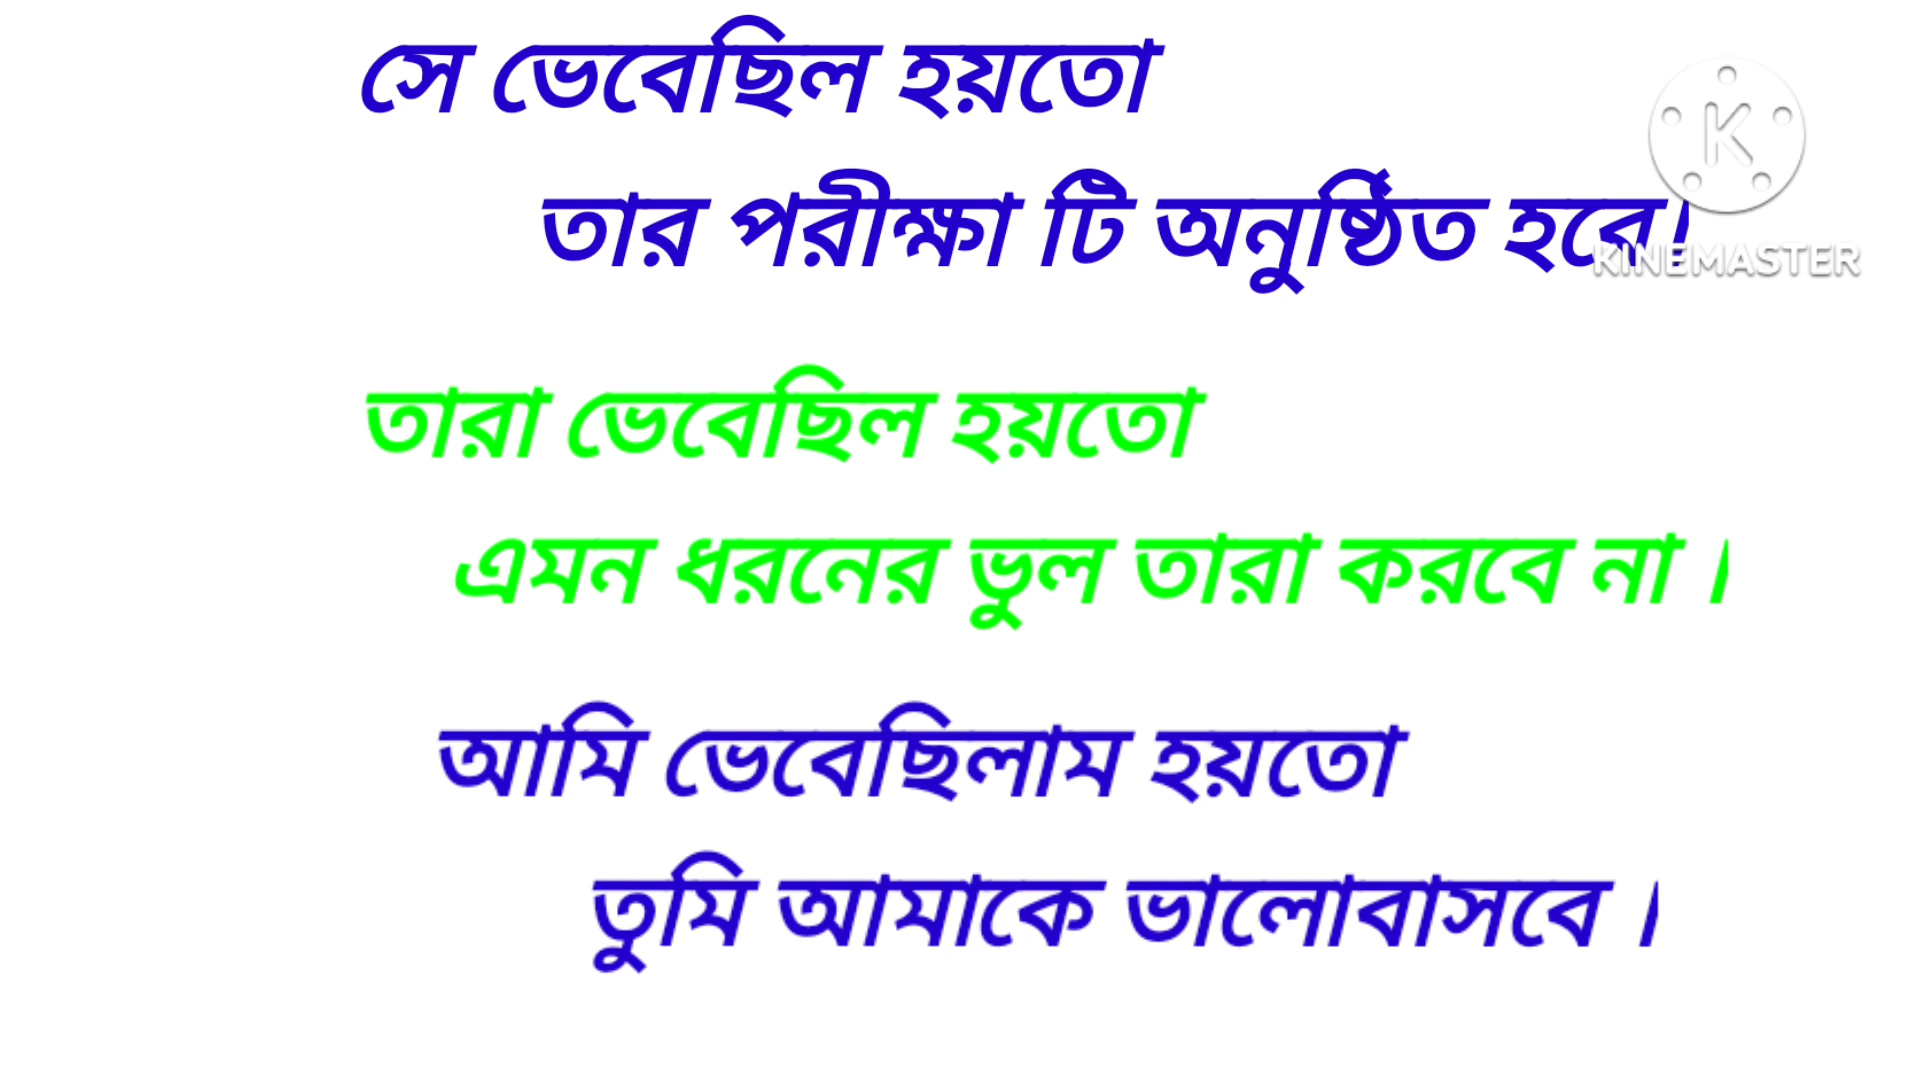 সে ভেবেছিল হয়তো
তার পরীক্ষা টি অনুষ্ঠিত হবে।
তারা ভেবেছিল হয়তো
এমন ধরনের ভুল তারা করবে না ।
আমি ভেবেছিলাম হয়তো
তুমি আমাকে ভালোবাসবে ।
K
KINEMASTER